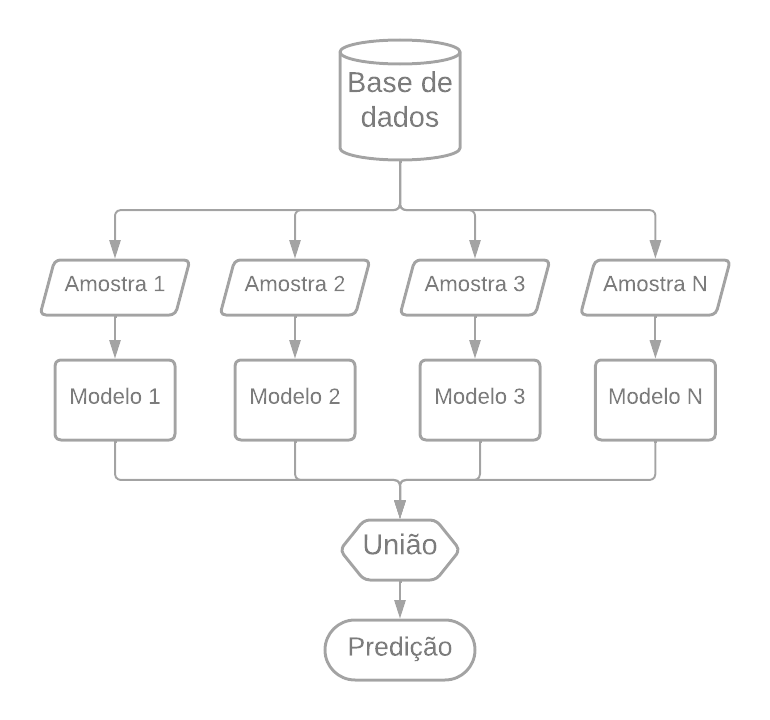 Base de
dados
Amostra 1
Amostra 2
Amostra 3
Amostra N
Modelo 1
Modelo 2
Modelo 3
Modelo N
União
Predição